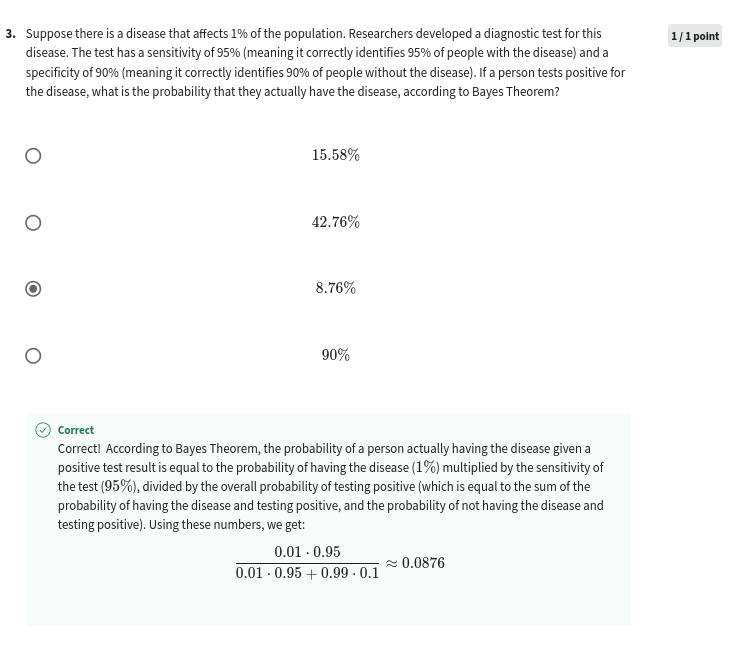 3. Suppose there is a disease that affects 1% of the population. Researchers developed a diagnostic test for this
1 / 1 point
disease. The test has a sensitivity of 95% (meaning it correctly identifies 95% of people with the disease) and a
specificity of 90% (meaning it correctly identifies 90% of people without the disease). If a person tests positive for
the disease, what is the probability that they actually have the disease, according to Bayes Theorem?
15.58%
42.76%
8.76%
90%
Correct
Correct! According to Bayes Theorem, the probability of a person actually having the disease given a
positive test result is equal to the probability of having the disease (1%) multiplied by the sensitivity of
the test (95%), divided by the overall probability of testing positive (which is equal to the sum of the
probability of having the disease and testing positive, and the probability of not having the disease and
testing positive). Using these numbers, we get:
0.01 · 0.95
0.01 · 0.95 + 0.99 · 0.1 ≈ 0.0876